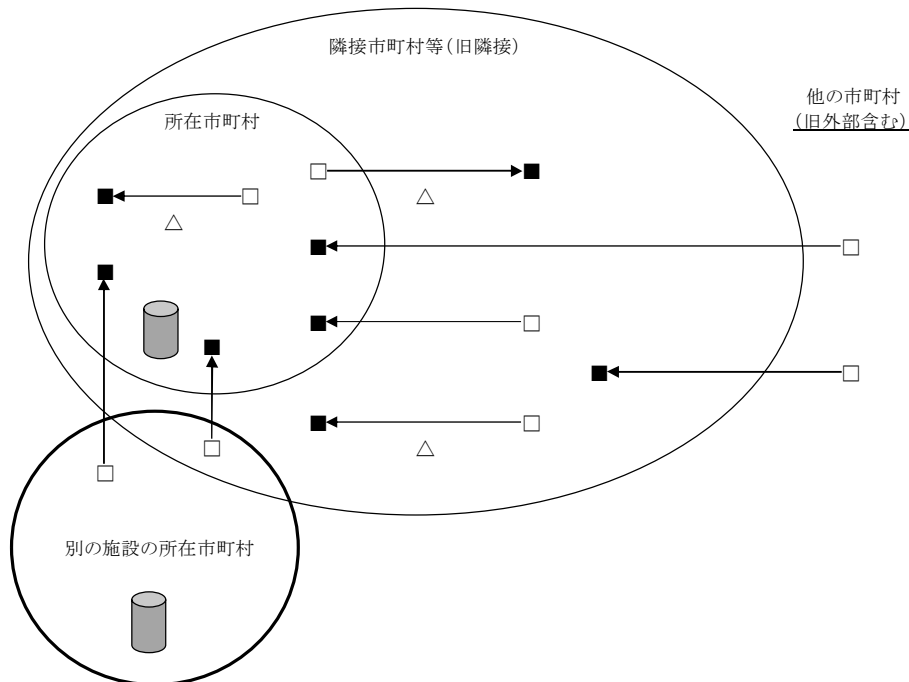 隣接市町村等(旧隣接)
他の市町村
(旧外部含む)
所在市町村
△
△
△
別の施設の所在市町村